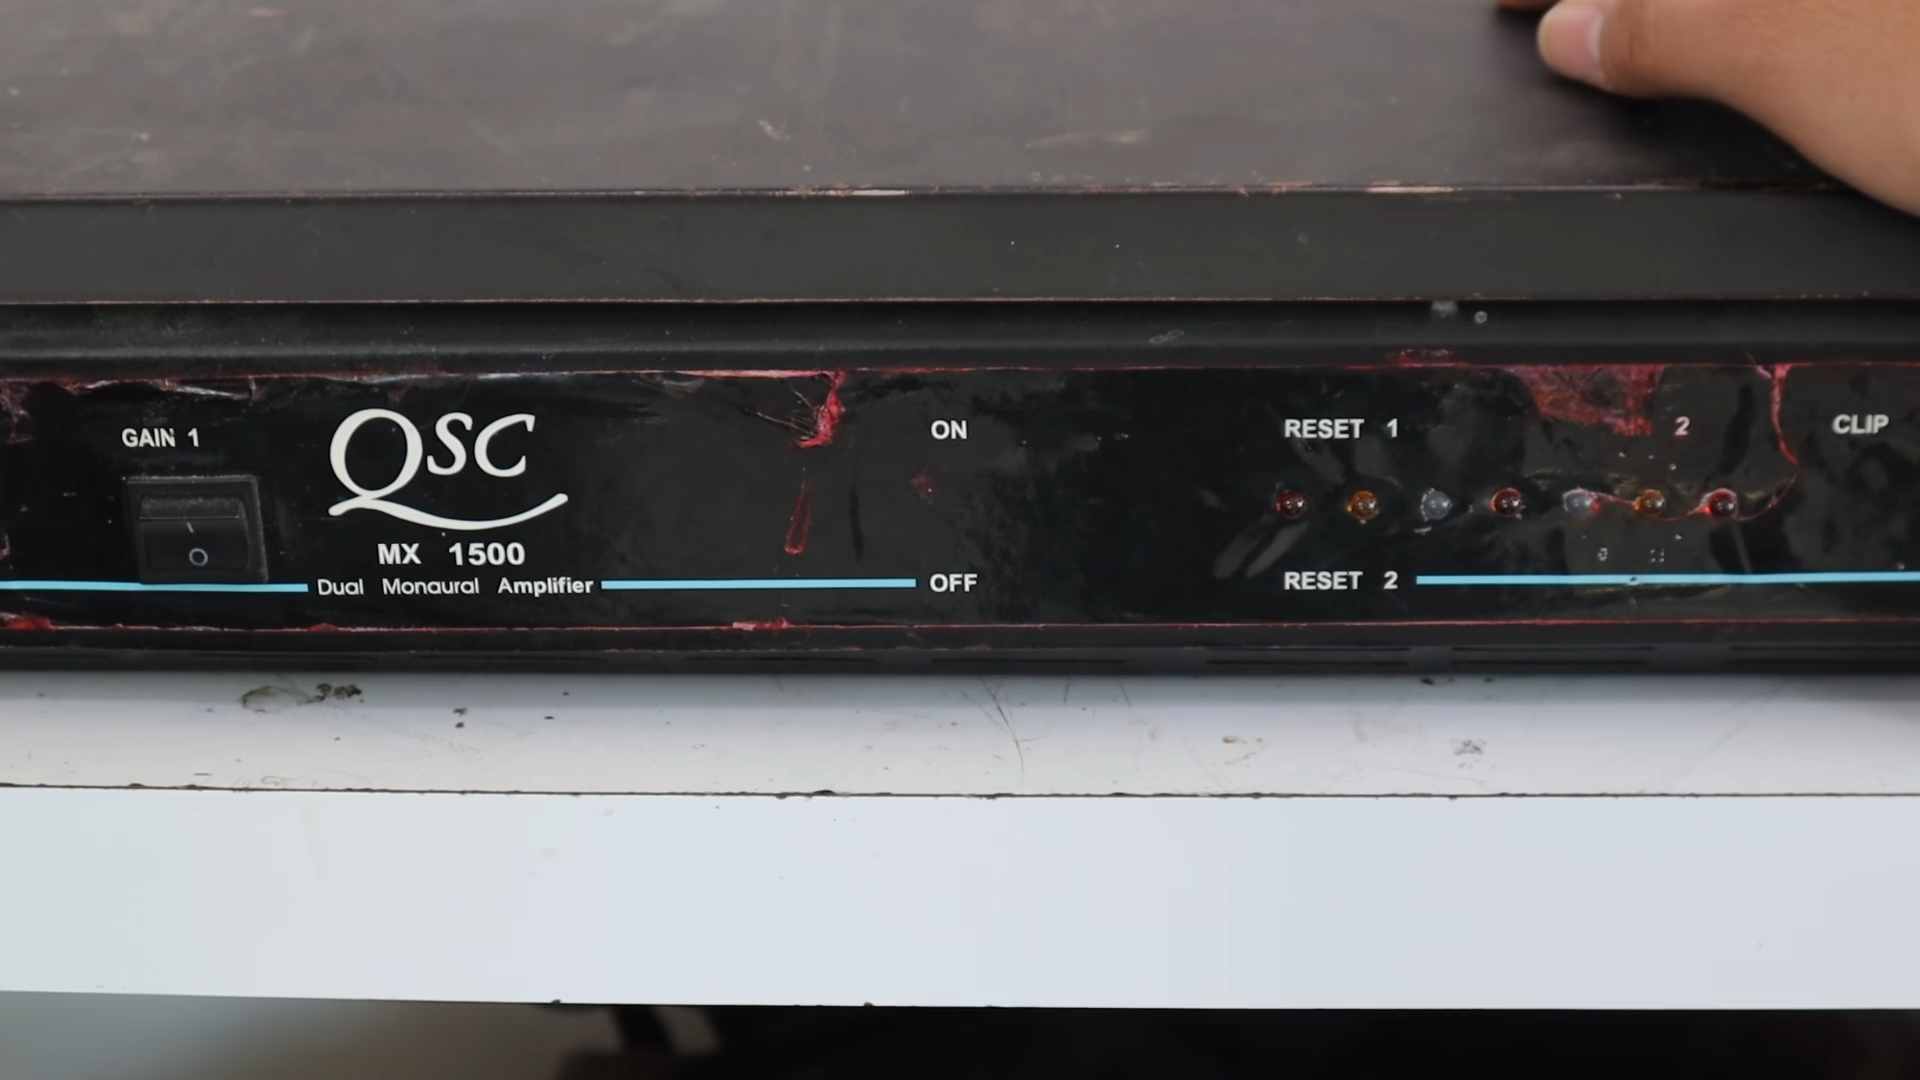 GAIN 1
QSC
MX 1500
Dual Monaural Amplifier
ON
OFF
RESET 1
RESET 2
2
CLIP